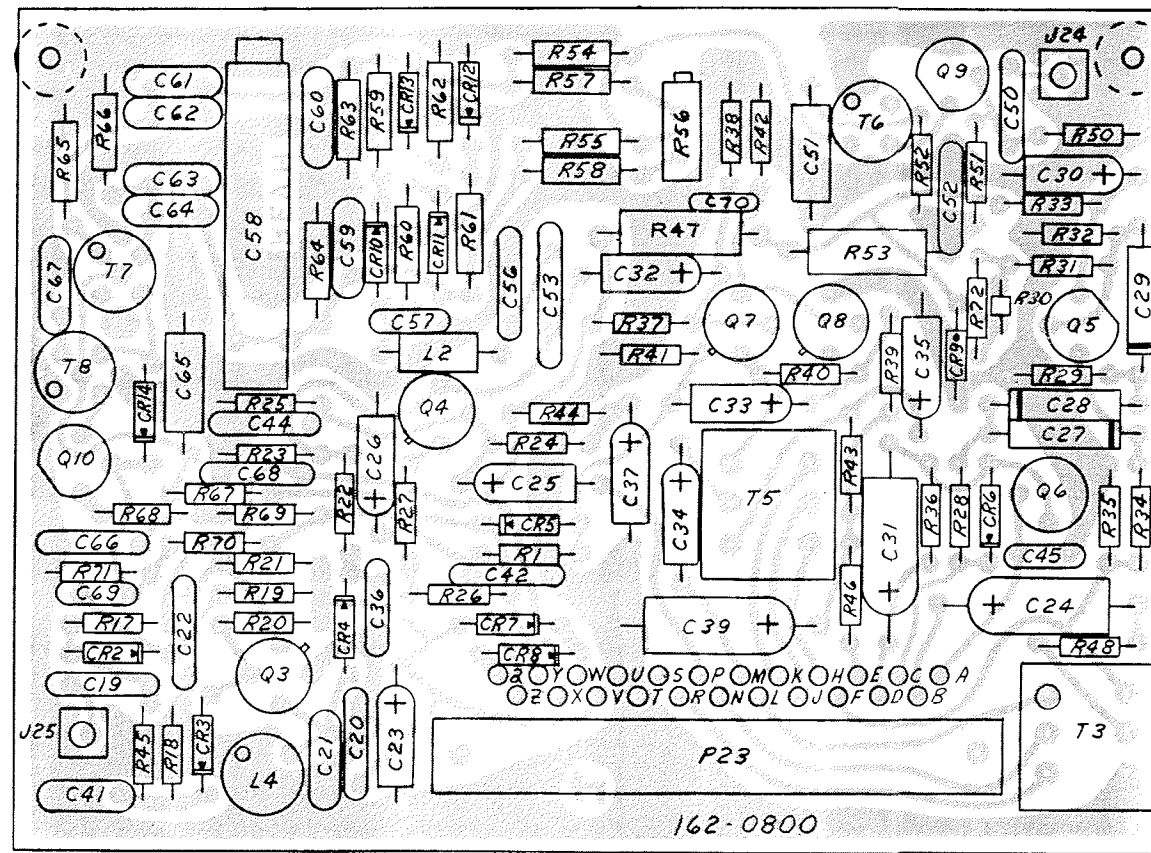 J24
R54
R57
Q9
C61
C62
R66
R65
C60
R63
R59
CR13
R62
CR12
R56
R38
R42
C51
T6
C50
R50
R55
R58
R52
C52
R51
C30
R33
C63
C64
C58
C70
R47
R32
R64
C59
CR10
R60
CR11
R61
C56
C53
R53
R31
C67
T7
C32
R72
R30
C29
C57
R37
Q7
Q8
R39
C35
CR9
Q5
L2
R41
R40
R29
T8
C65
CR14
R25
C44
Q4
R44
C33
C28
C27
R23
C26
R24
Q10
C68
R67
R22
R27
C25
C37
C34
T5
R43
C31
R36
R28
CR6
Q6
R35
R34
R68
R69
CR5
C66
R70
R21
R1
C45
R71
C69
C22
R19
CR4
C36
C42
R26
R46
C24
R17
R20
CR7
C39
R48
CR2
CR8
C19
Q3
a Y W U S P M K H E C A
Z X V T R N L J F D B
J25
R45
R18
CR3
L4
C21
C20
C23
P23
T3
C41
162-0800